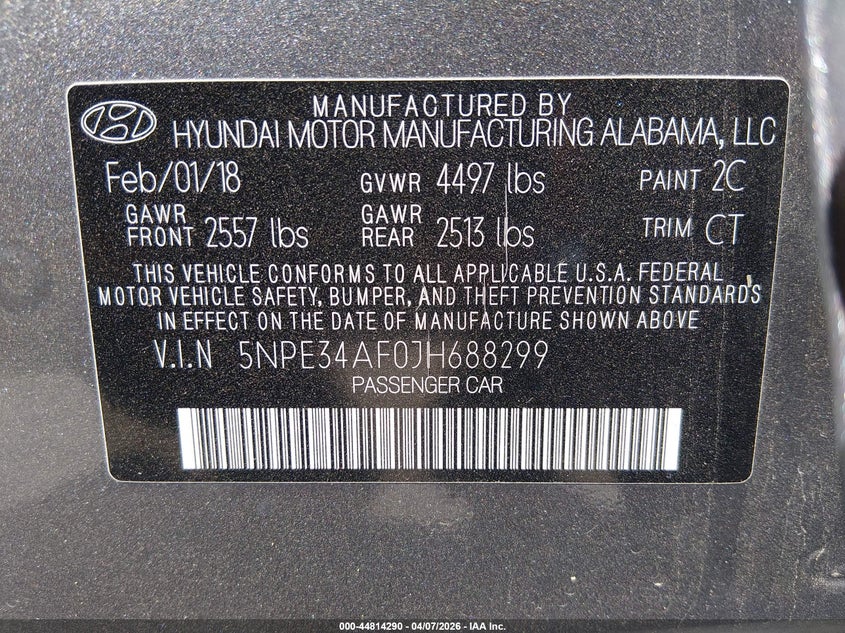 MANUFACTURED BY
HYUNDAI MOTOR MANUFACTURING ALABAMA, LLC
Feb/01/18 GVWR 4497 lbs PAINT 2C
GAWR FRONT 2557 lbs GAWR REAR 2513 lbs TRIM CT
THIS VEHICLE CONFORMS TO ALL APPLICABLE U.S.A. FEDERAL
MOTOR VEHICLE SAFETY, BUMPER, AND THEFT PREVENTION STANDARDS
IN EFFECT ON THE DATE OF MANUFACTURE SHOWN ABOVE.
V.I.N 5NPE34AF0JH688299
PASSENGER CAR
000-44814290 - 04/07/2026 - IAA Inc.